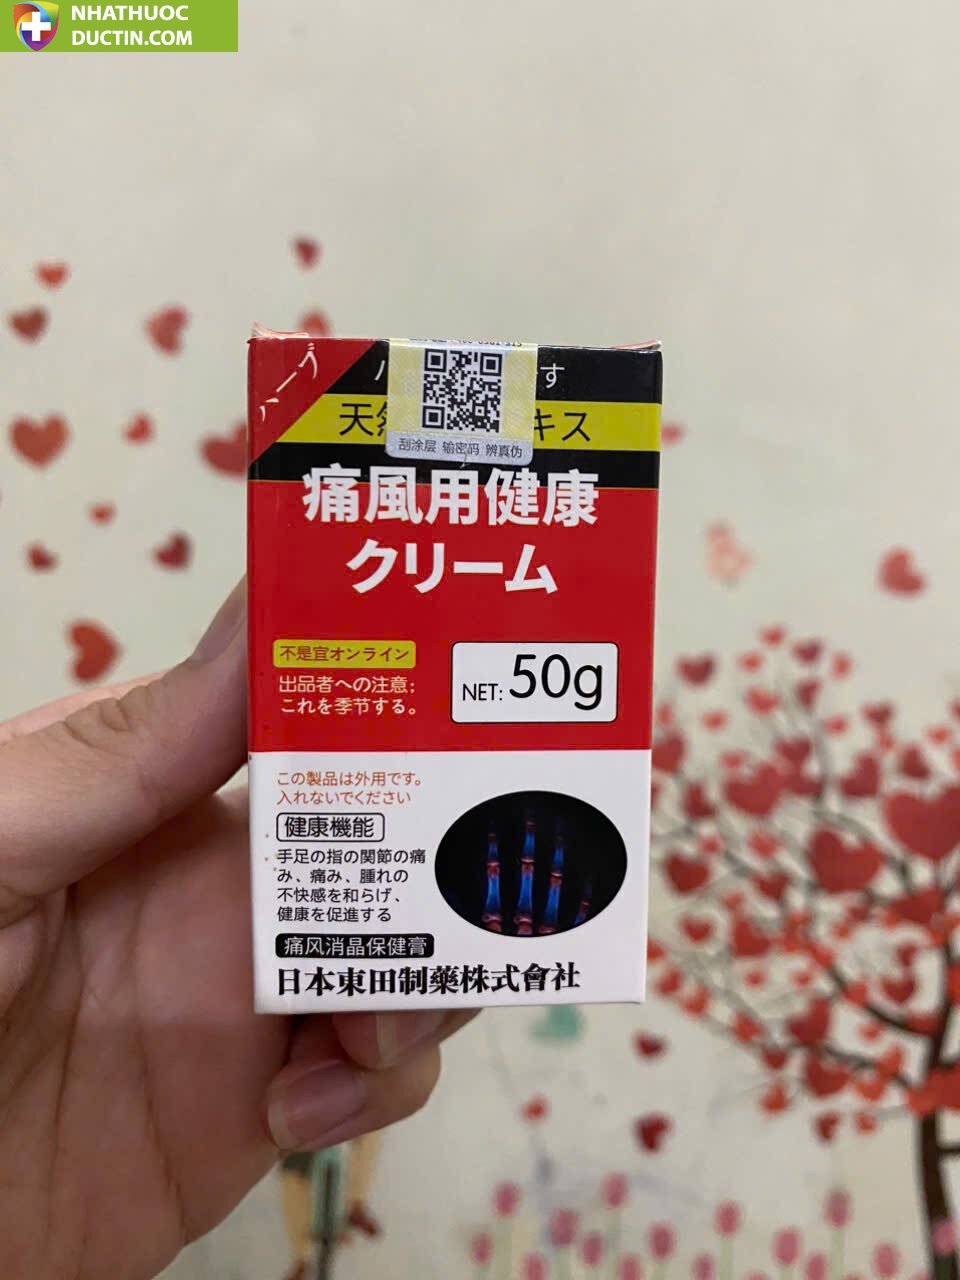 NHATHUOC
DUCTIN.COM
ハーブ
す
天然 キス
刮涂层 输密码 辨真伪
痛風用健康
クリーム
不是宜オンライン
出品者への注意:
これを季节する。
NET: 50g
この製品は外用です。
入れないでください
健康機能
手足の指の関節の痛
み、痛み、腫れの
不快感を和らげ、
健康を促進する
痛风消晶保健膏
日本東田制藥株式會社